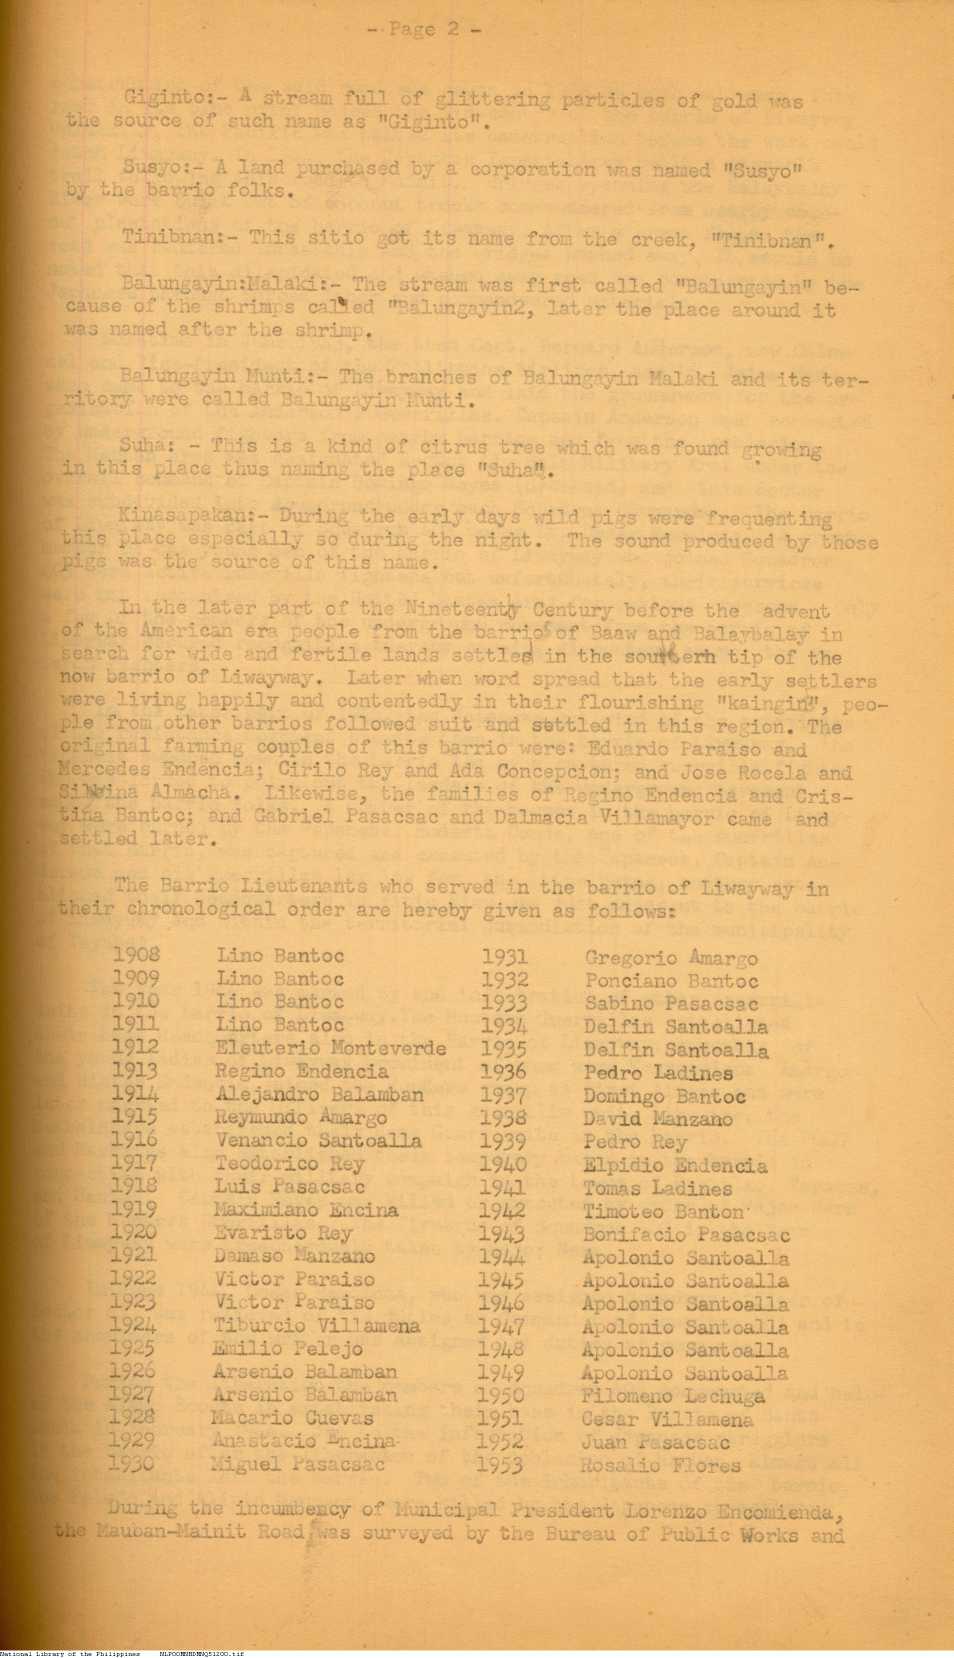 - Page 2 -
Giginto:- A stream full of glittering particles of gold was
the source of such name as "Giginto".
Susyo:- A land purchased by a corporation was named "Susyo"
by the barrio folks.
Tinibnan:- This sitio got its name from the creek, "Tinibnan".
Balungayin:Malaki:- The stream was first called "Balungayin" be-
cause of the shrimps called "Balungayin2, later the place around it
was named after the shrimp.
Balungayin Munti:- The branches of Balungayin Malaki and its ter-
ritory were called Balungayin Munti.
Suha: - This is a kind of citrus tree which was found growing
in this place thus naming the place "Suha".
Kinasapakan:- During the early days wild pigs were frequenting
this place especially so during the night. The sound produced by those
pigs was the source of this name.
In the later part of the Nineteenth Century before the advent
of the American era people from the barrios of Baaw and Balaybalay in
search for wide and fertile lands settled in the southern tip of the
now barrio of Liwayway. Later when word spread that the early settlers
were living happily and contentedly in their flourishing "kaingin", peo-
ple from other barrios followed suit and settled in this region. The
original farming couples of this barrio were: Eduardo Paraiso and
Mercedes Endencia; Cirilo Rey and Ada Concepcion; and Jose Rocela and
Almacha. Likewise, the families of Regino Endencia and Cris-
tina Bantoc; and Gabriel Pasacsac and Dalmacia Villamayor came and
settled later.
The Barrio Lieutenants who served in the barrio of Liwayway in
their chronological order are hereby given as follows:
1908 Lino Bantoc 1931 Gregorio Amargo
1909 Lino Bantoc 1932 Ponciano Bantoc
1910 Lino Bantoc 1933 Sabino Pasacsac
1911 Lino Bantoc 1934 Delfin Santoalla
1912 Eleuterio Monteverde 1935 Delfin Santoalla
1913 Regino Endencia 1936 Pedro Ladines
1914 Alejandro Balamban 1937 Domingo Bantoc
1915 Reymundo Amargo 1938 David Manzano
1916 Venancio Santoalla 1939 Pedro Rey
1917 Teodorico Rey 1940 Elpidio Endencia
1918 Luis Pasacsac 1941 Tomas Ladines
1919 Maximiano Encina 1942 Timoteo Banton
1920 Evaristo Rey 1943 Bonifacio Pasacsac
1921 Damaso Manzano 1944 Apolonio Santoalla
1922 Victor Paraiso 1945 Apolonio Santoalla
1923 Victor Paraiso 1946 Apolonio Santoalla
1924 Tiburcio Villamena 1947 Apolonio Santoalla
1925 Emilio Pelejo 1948 Apolonio Santoalla
1926 Arsenio Balamban 1949 Apolonio Santoalla
1927 Arsenio Balamban 1950 Filomeno Lechuga
1928 Macario Cuevas 1951 Cesar Villamena
1929 Anastacio Encina 1952 Juan Pasacsac
1930 Miguel Pasacsac 1953 Rosalio Flores
During the incumbency of Municipal President Lorenzo Encomienda,
the Mauban-Mainit Road was surveyed by the Bureau of Public Works and
National Library of the Philippines